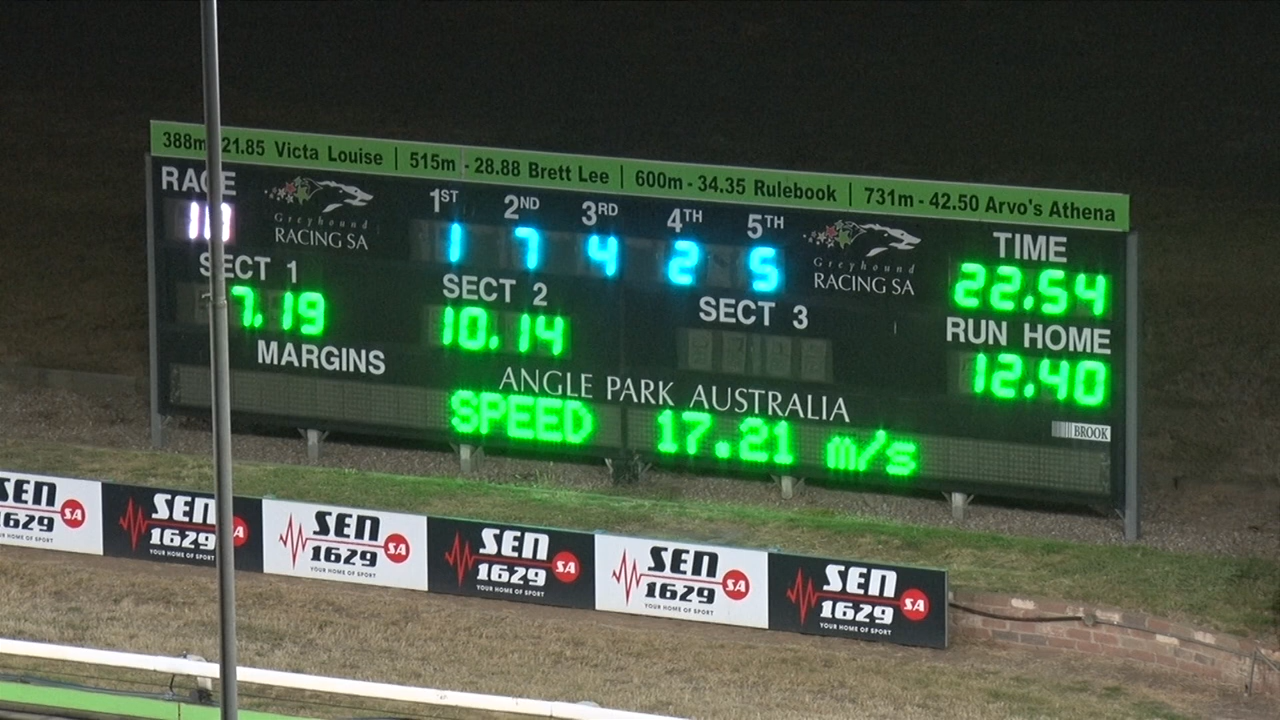 388m 21.85 Victa Louise | 515m - 28.88 Brett Lee | 600m - 34.35 Rulebook | 731m - 42.50 Arvo's Athena
RACE
10
Greyhound
RACING SA
1ST 2ND 3RD 4TH 5TH
1 7 4 2 5
Greyhound
RACING SA
TIME
22.54
SECT 1
7.19
SECT 2
10.14
SECT 3
RUN HOME
12.40
MARGINS
ANGLE PARK AUSTRALIA
SPEED 17.21 m/s
BROOK
SEN
1629 SA
SEN SA
1629
YOUR HOME OF SPORT
SEN
1629 SA
YOUR HOME OF SPORT
SEN
1629 SA
YOUR HOME OF SPORT
SEN
1629 SA
YOUR HOME OF SPORT
SEN
1629 SA
YOUR HOME OF SPORT